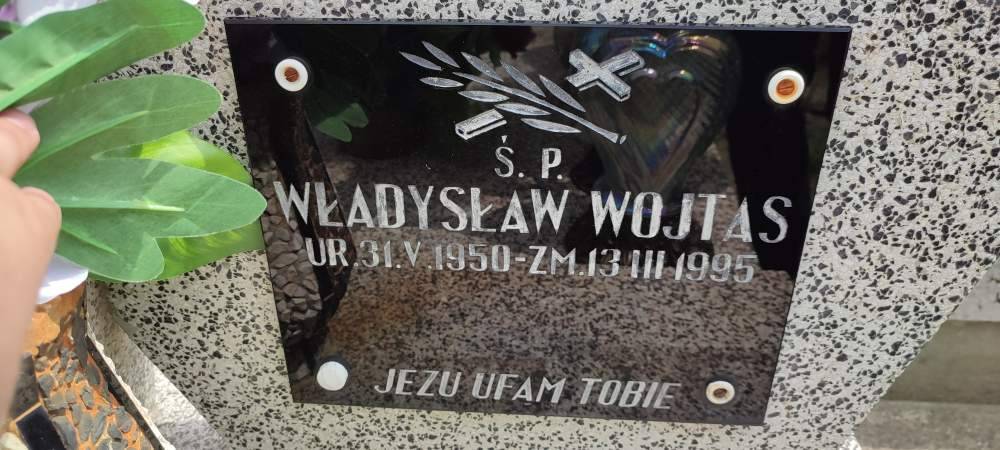 Ś. P.
WŁADYSŁAW WOJTAS
UR. 31. V. 1950 - ZM. 13 III 1995
JEZU UFAM TOBIE